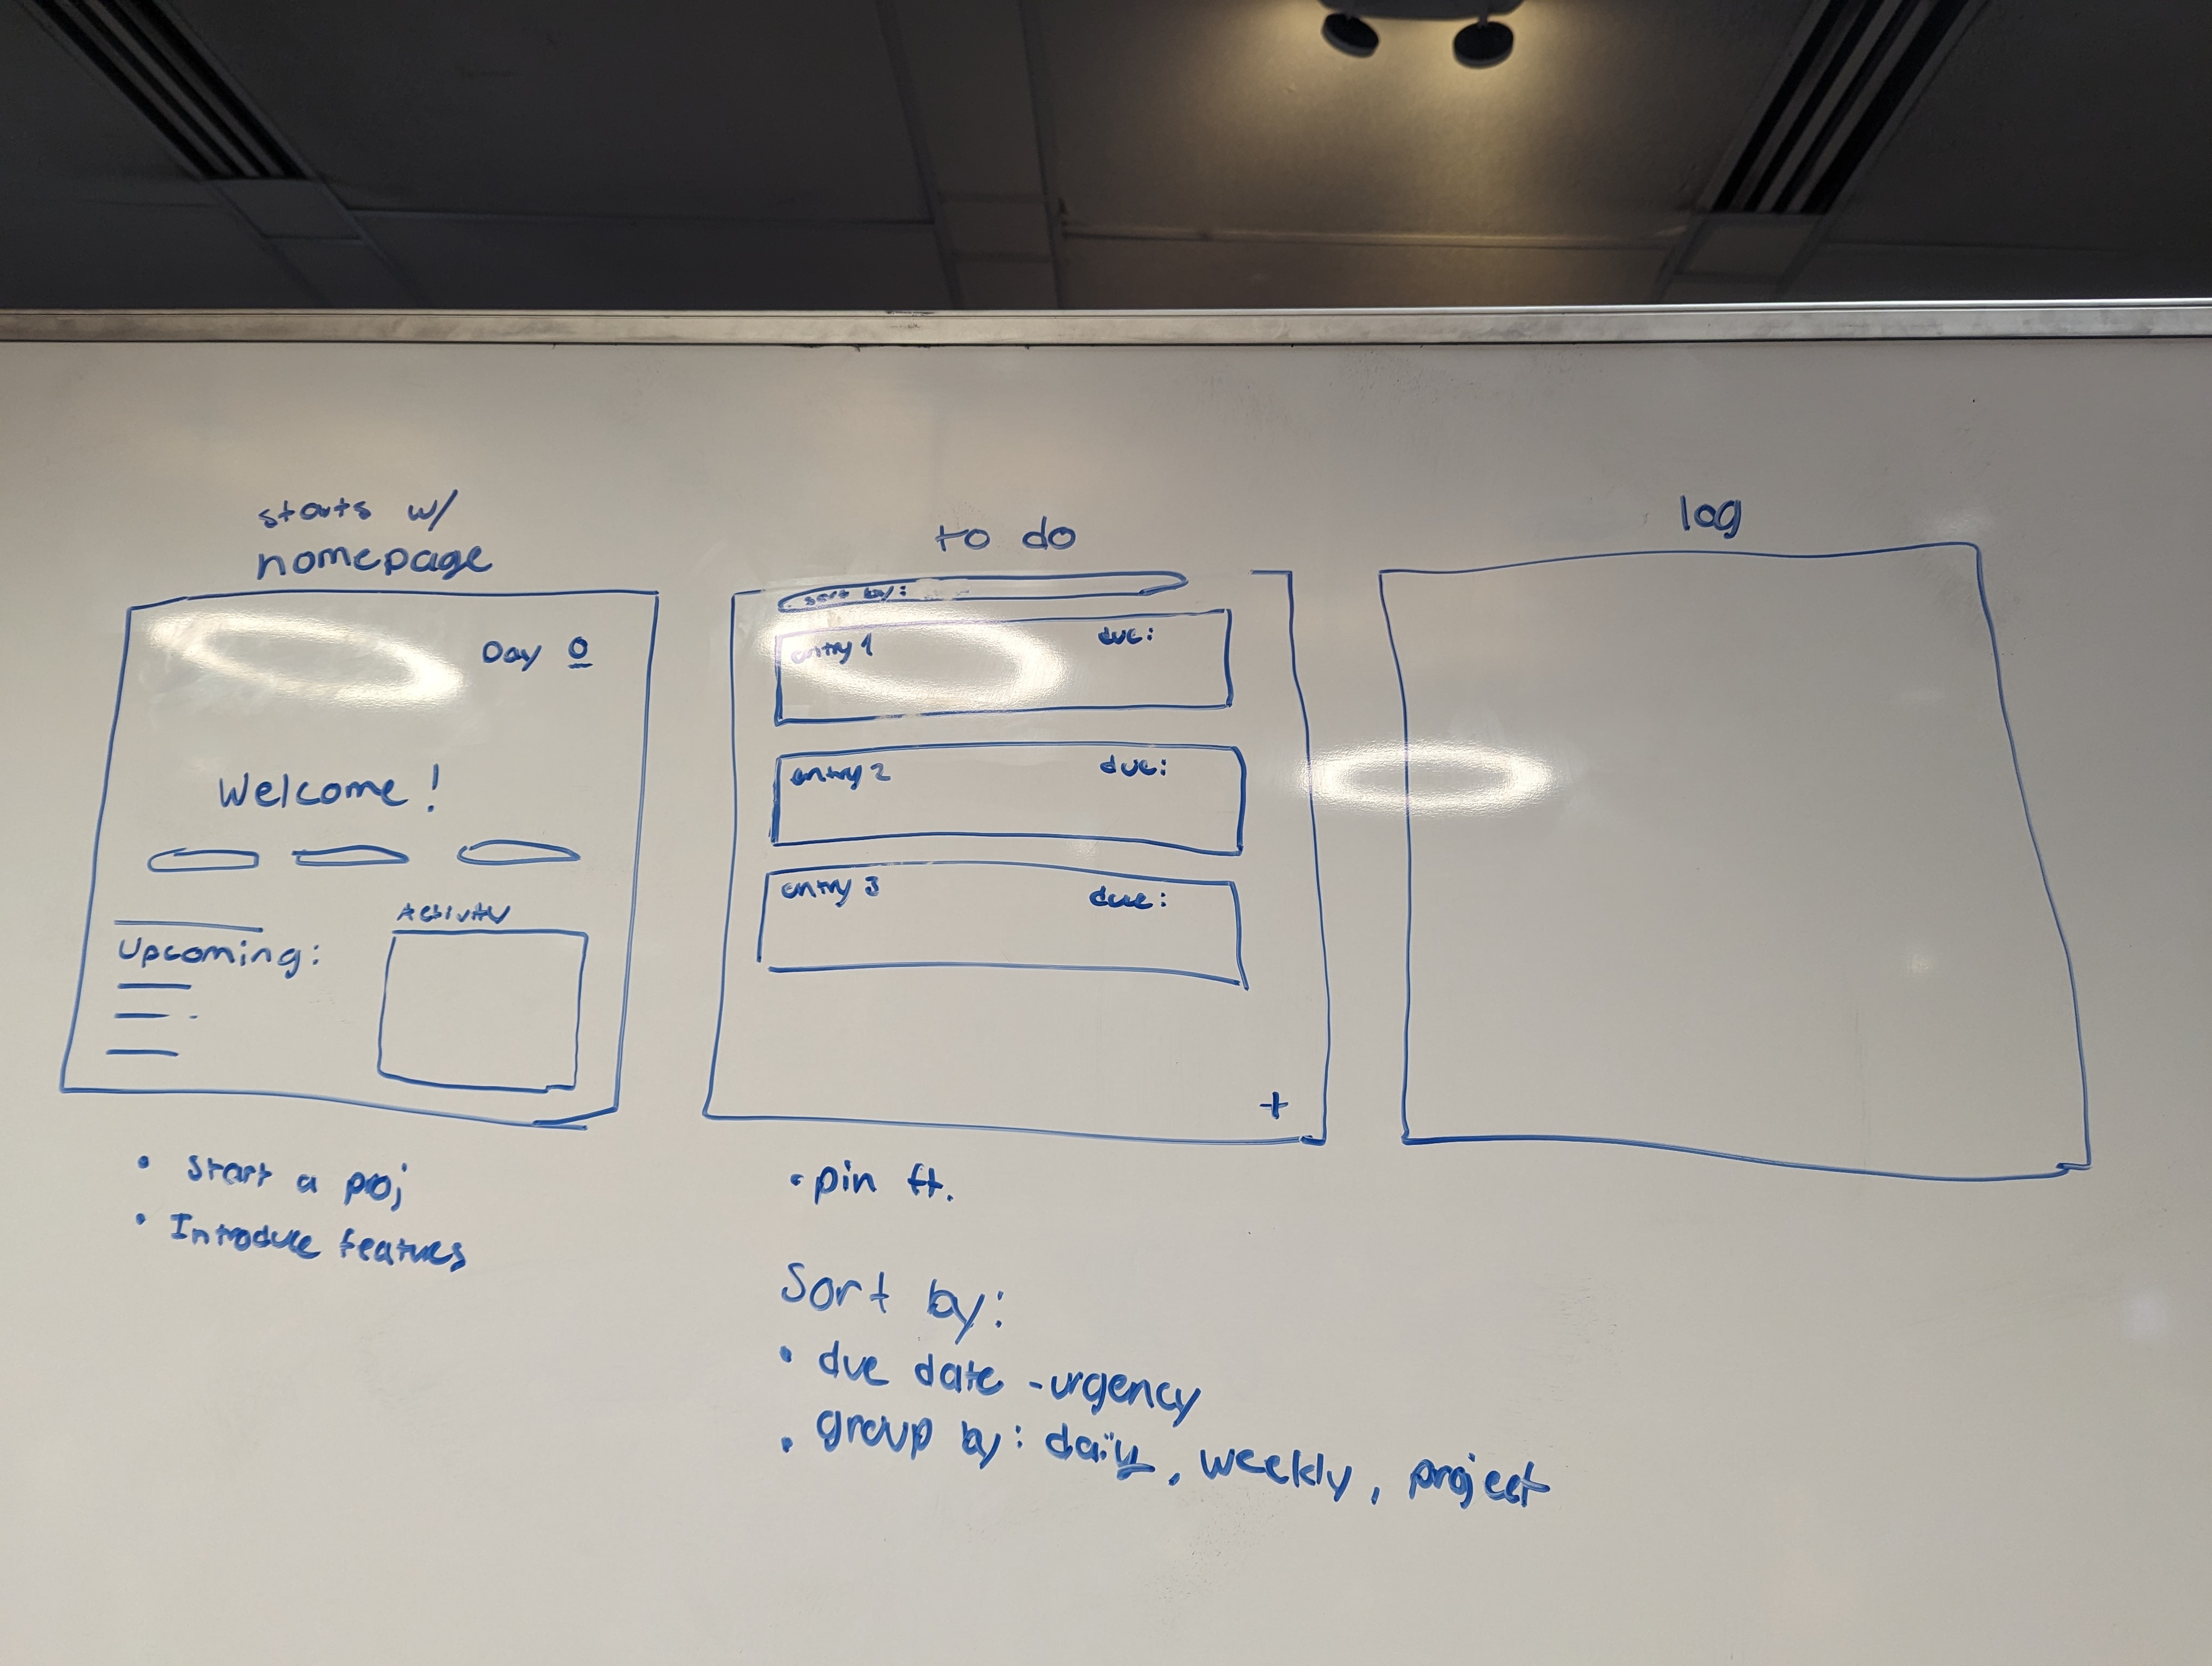 starts w/
homepage
Day 0
Welcome!
Upcoming:
Activity
• Start a proj
• Introduce features
to do
sort by:
entry 1 due:
entry 2 due:
entry 3 due:
+
• pin ft.
Sort by:
• due date - urgency
• group by: daily, weekly, project
log